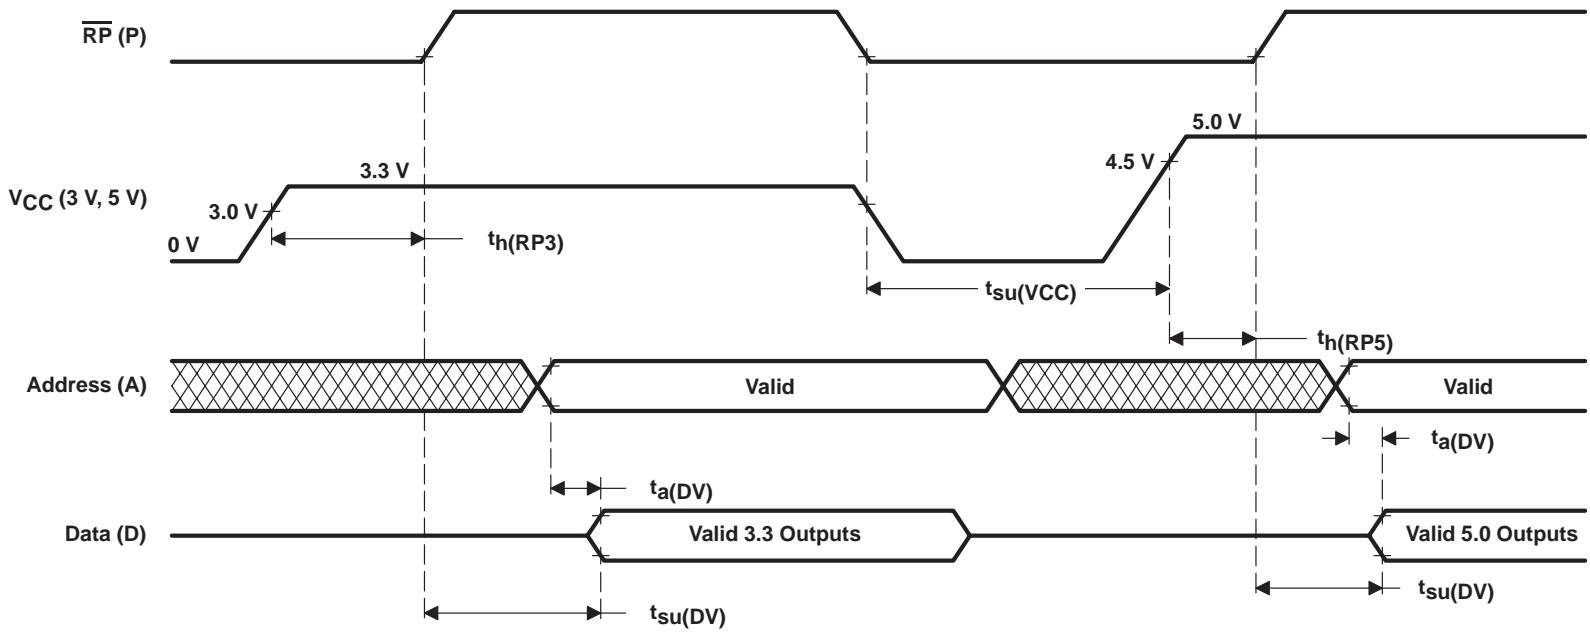 RP (P)
5.0 V
4.5 V
3.3 V
VCC (3 V, 5 V)
3.0 V
0 V
th(RP3)
tsu(VCC)
th(RP5)
Address (A)
Valid
Valid
ta(DV)
ta(DV)
Data (D)
Valid 3.3 Outputs
Valid 5.0 Outputs
tsu(DV)
tsu(DV)